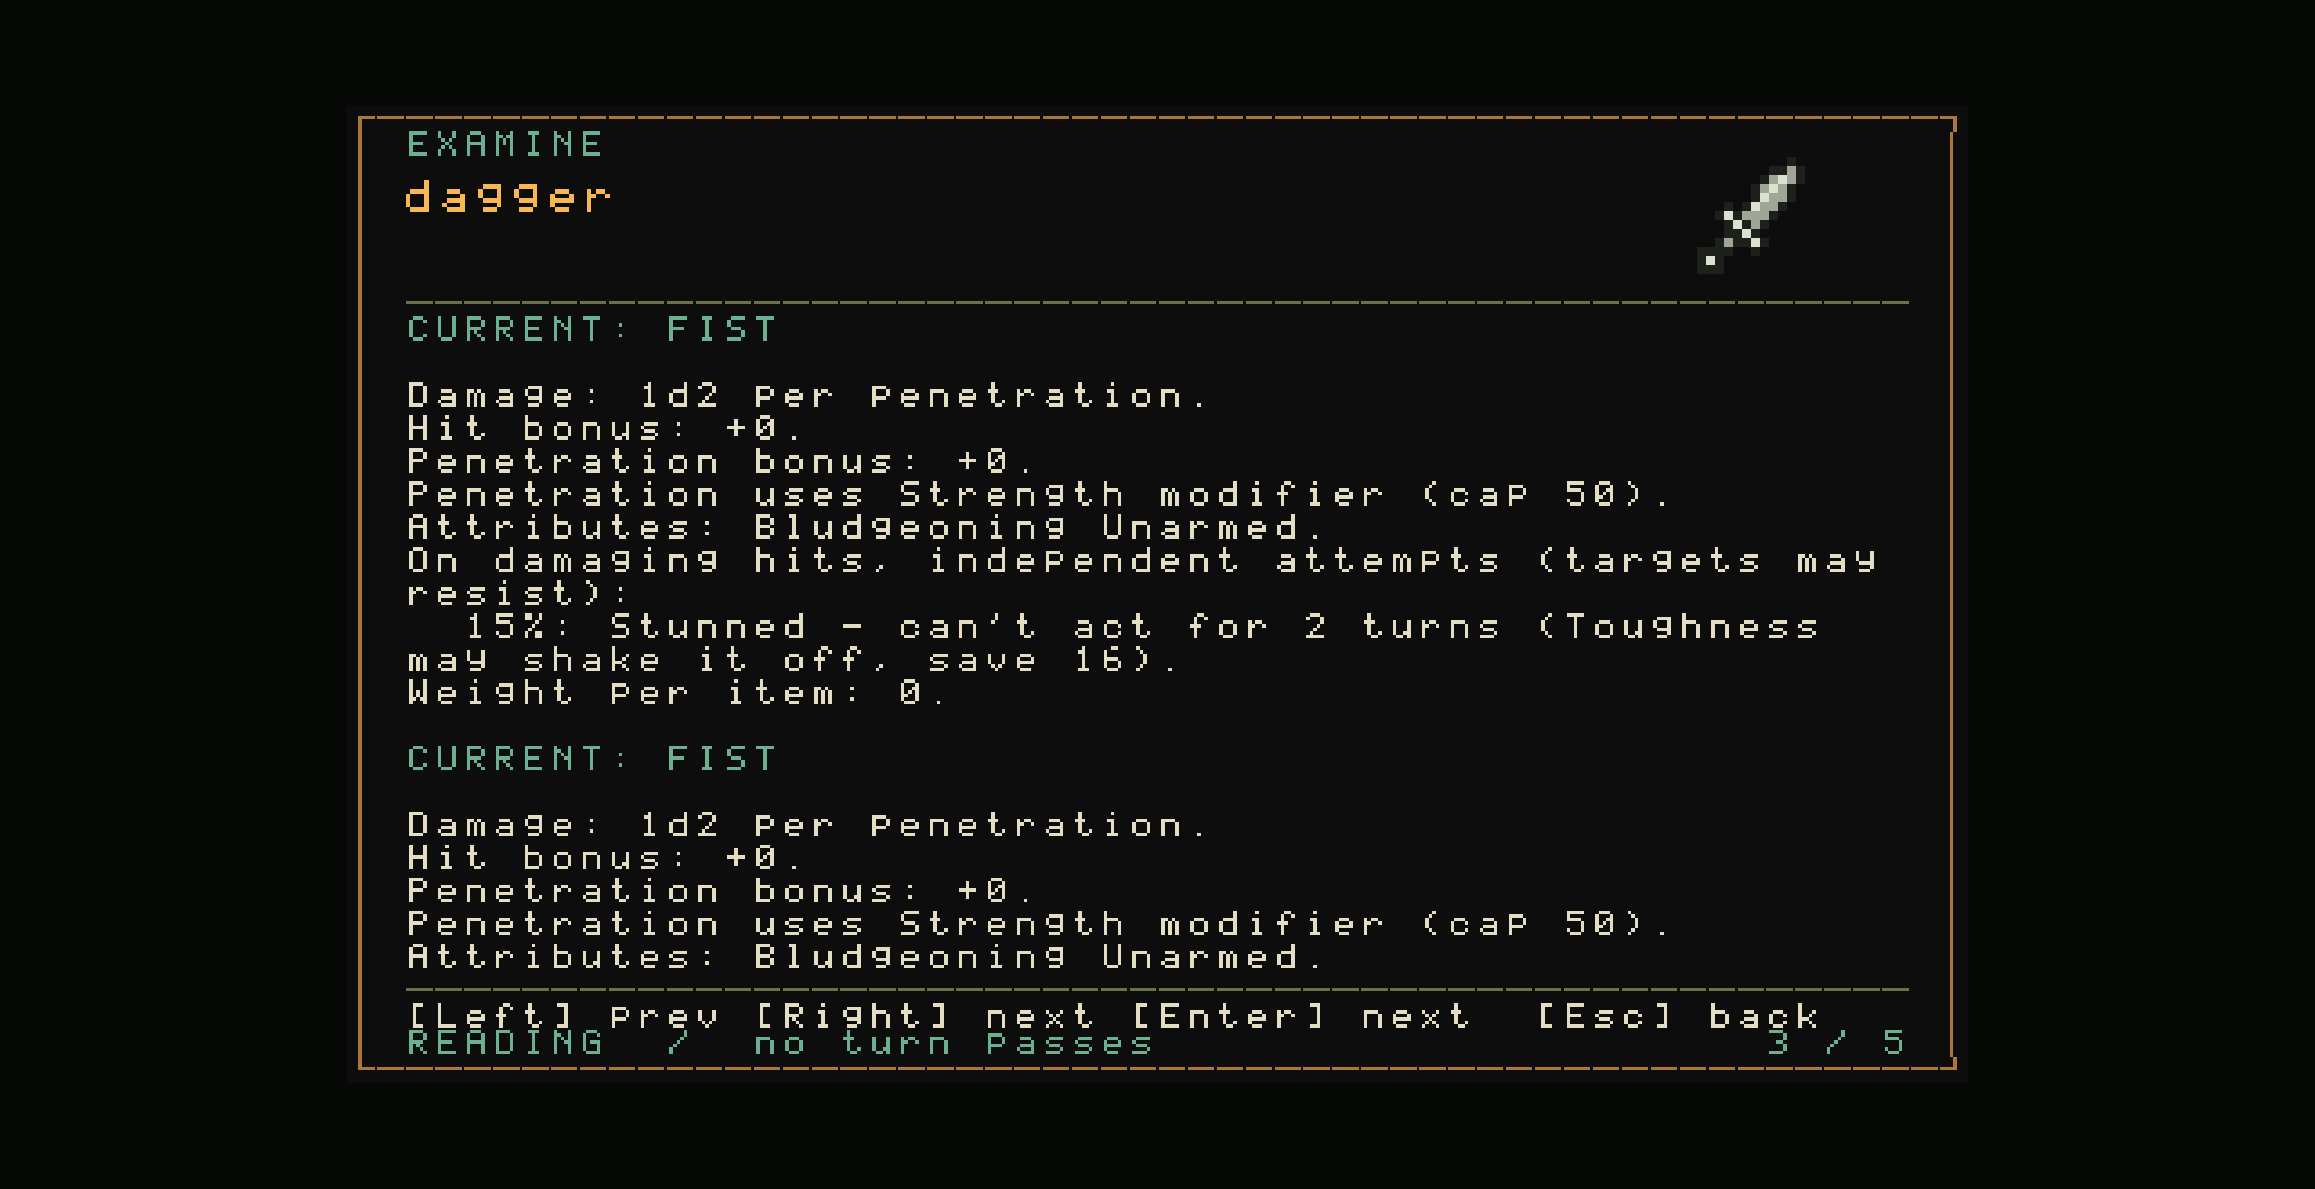 EXAMINE
dagger
CURRENT: FIST
Damage: 1d2 per penetration.
Hit bonus: +0.
Penetration bonus: +0.
Penetration uses Strength modifier (cap 50).
Attributes: Bludgeoning Unarmed.
On damaging hits, independent attempts (targets may
resist):
15%: Stunned - can't act for 2 turns (Toughness
may shake it off, save 16).
Weight per item: 0.
CURRENT: FIST
Damage: 1d2 per penetration.
Hit bonus: +0.
Penetration bonus: +0.
Penetration uses Strength modifier (cap 50).
Attributes: Bludgeoning Unarmed.
[Left] prev [Right] next [Enter] next [Esc] back
READING / no turn passes 3 / 5